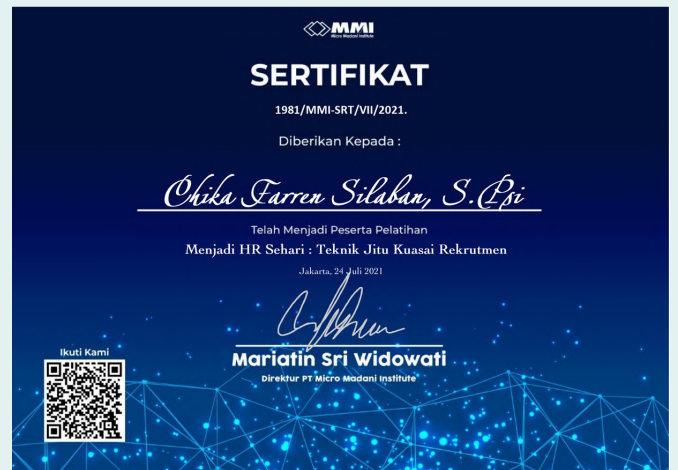 MMI
Micro Madani Institute
SERTIFIKAT
1981/MMI-SRT/VII/2021.
Diberikan Kepada :
Chika Farren Silaban, S.Psi
Telah Menjadi Peserta Pelatihan
Menjadi HR Sehari : Teknik Jitu Kuasai Rekrutmen
Jakarta, 24 Juli 2021
Mariatin Sri Widowati
Direktur PT Micro Madani Institute
Ikuti Kami